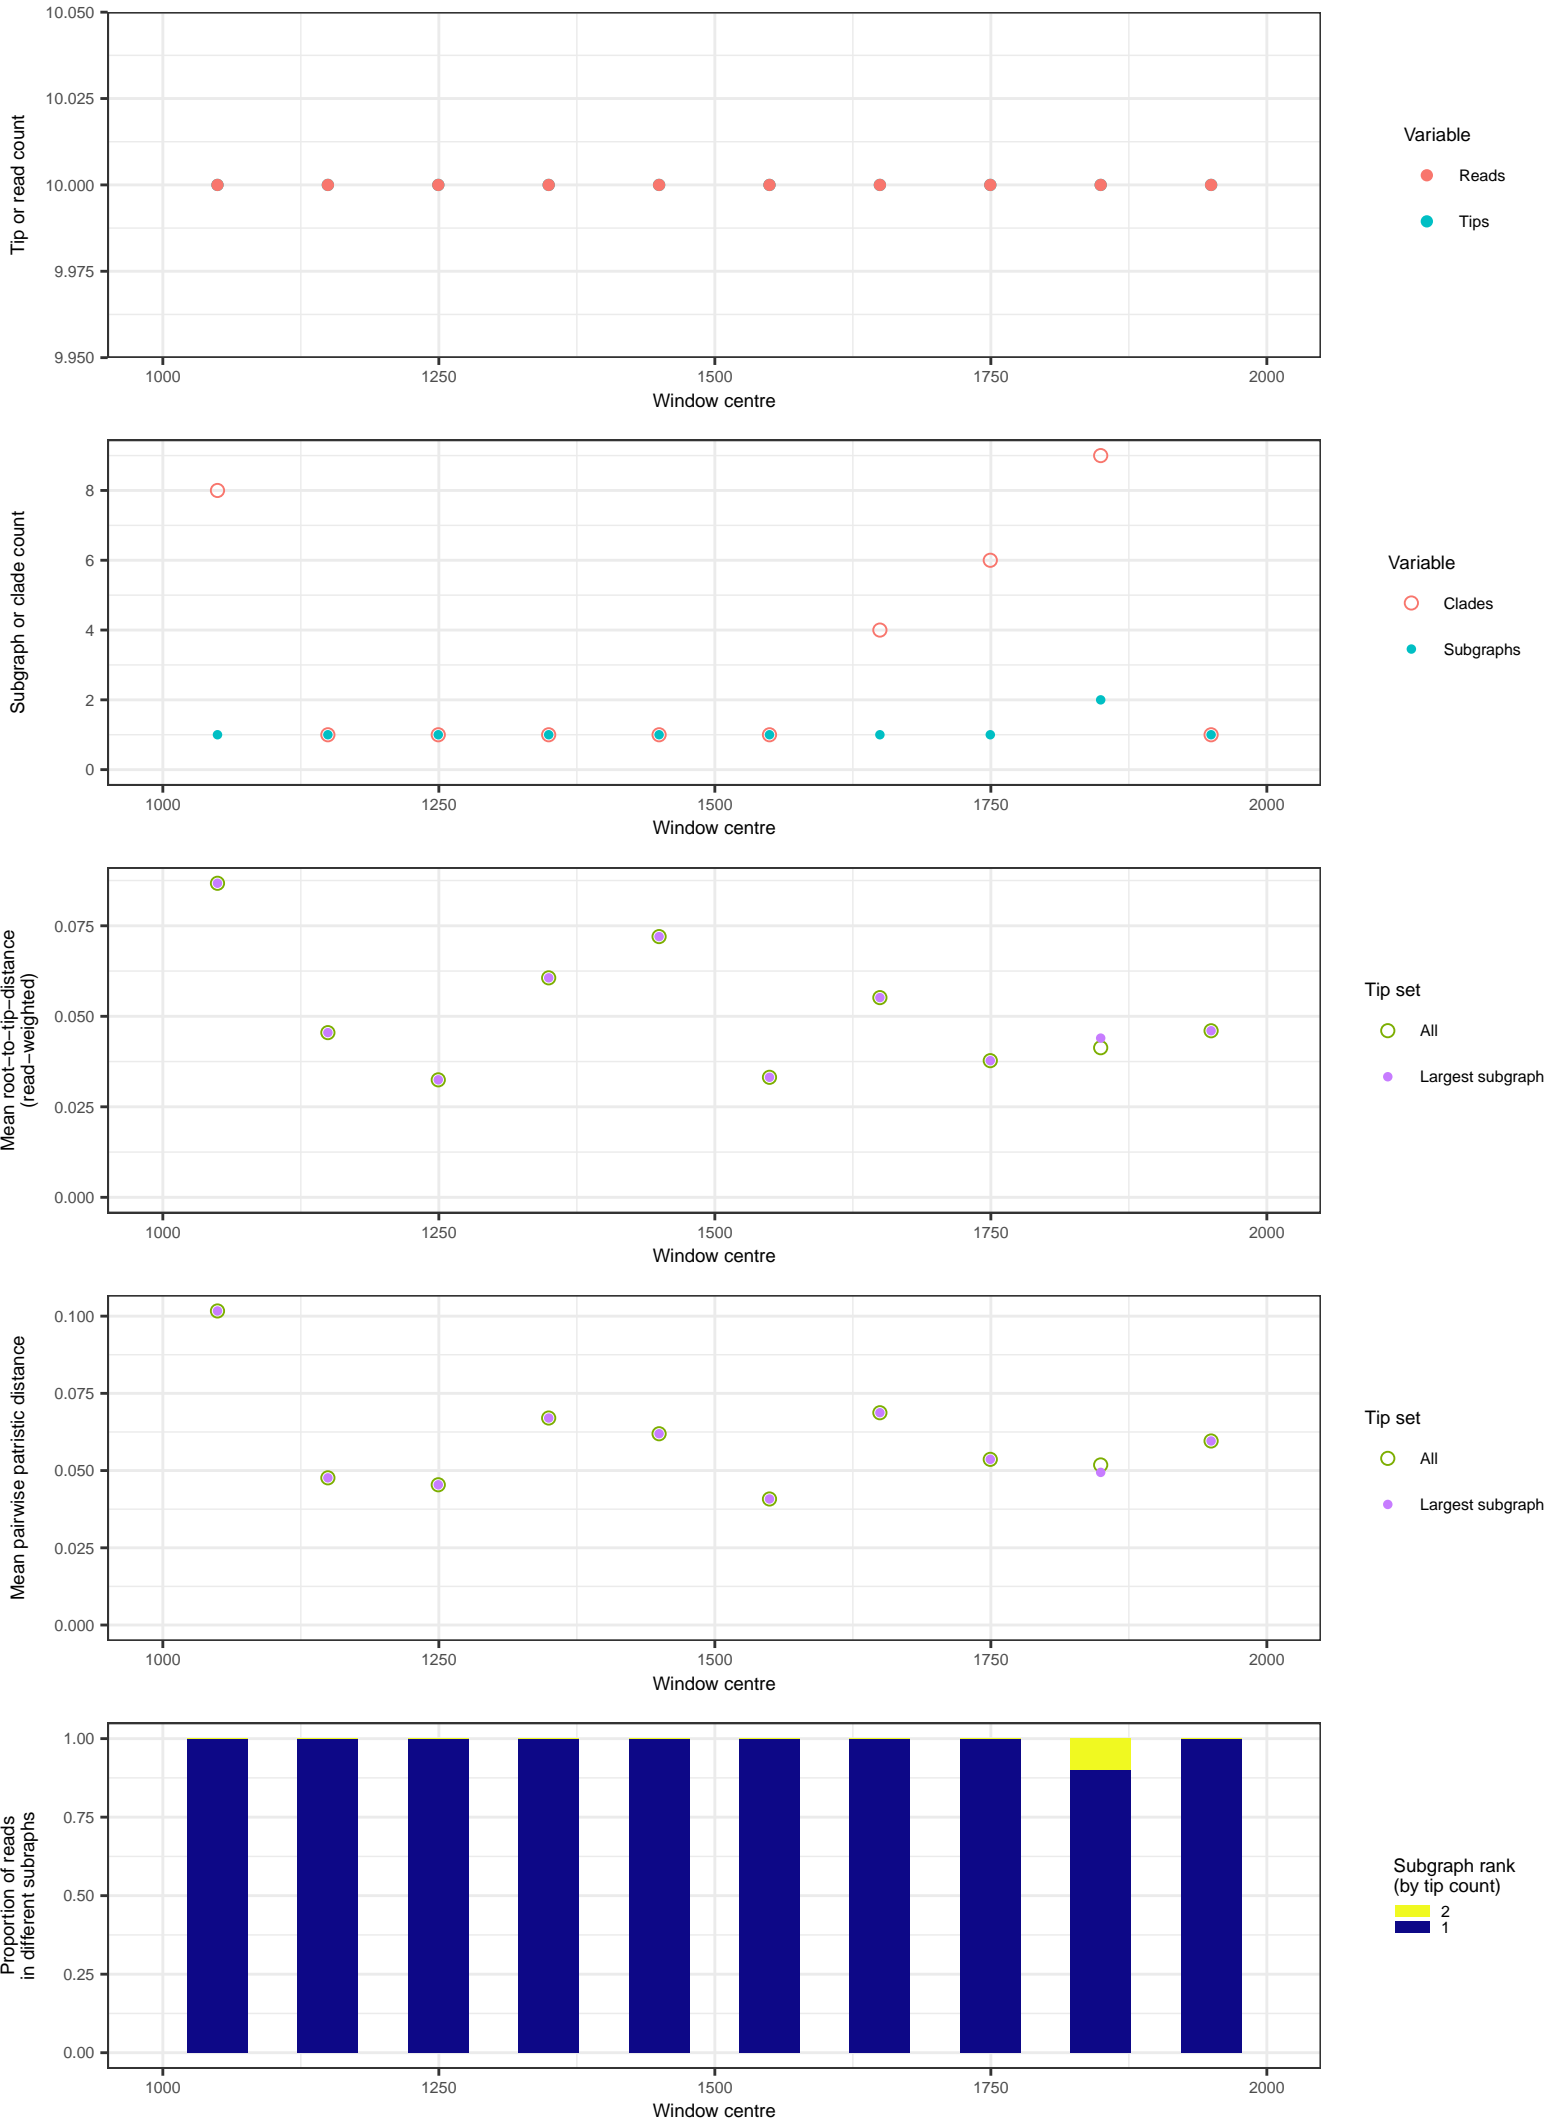 10.050
10.025
10.000
9.975
9.950
Tip or read count
1000 1250 1500 1750 2000
Window centre
Variable
Reads
Tips
8
6
4
2
0
Subgraph or clade count
1000 1250 1500 1750 2000
Window centre
Variable
Clades
Subgraphs
0.075
0.050
0.025
0.000
Mean root−to−tip−distance
(read−weighted)
1000 1250 1500 1750 2000
Window centre
Tip set
All
Largest subgraph
0.100
0.075
0.050
0.025
0.000
Mean pairwise patristic distance
1000 1250 1500 1750 2000
Window centre
Tip set
All
Largest subgraph
1.00
0.75
0.50
0.25
0.00
Proportion of reads
in different subraphs
1000 1250 1500 1750 2000
Window centre
Subgraph rank
(by tip count)
2
1